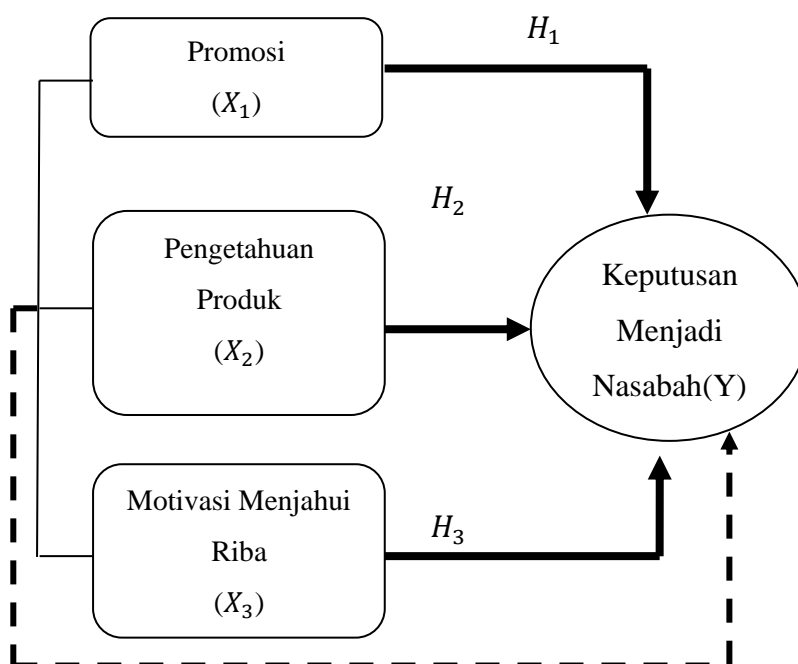 Promosi
(𝑋₁)
𝐻₁
Pengetahuan
Produk
(𝑋₂)
𝐻₂
Motivasi Menjahui
Riba
(𝑋₃)
𝐻₃
Keputusan
Menjadi
Nasabah(Y)